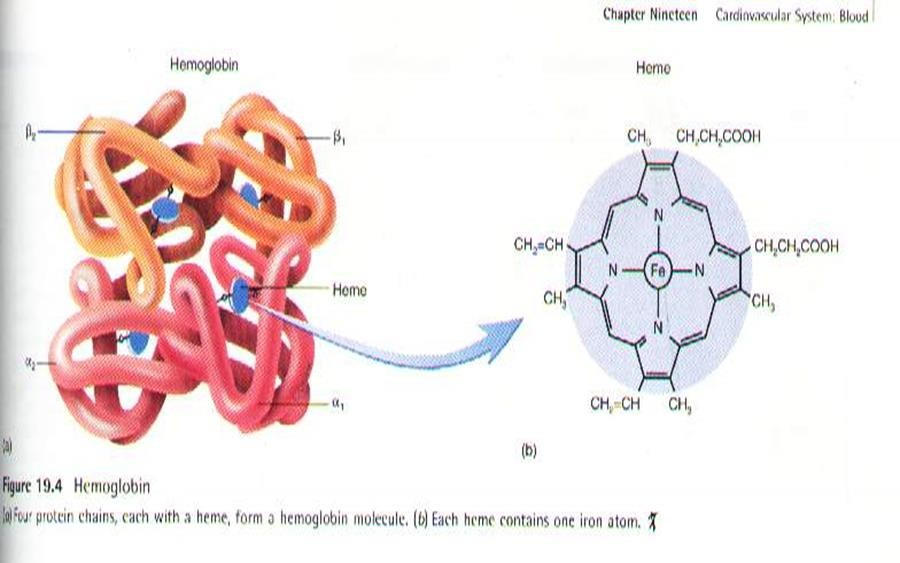 Chapter Nineteen Cardiovascular System: Blood
Hemoglobin
Heme
β₂
β₁
Heme
α₂
α₁
(a)
CH₃ CH₂CH₂COOH
CH₂=CH
CH₂CH₂COOH
N
N
Fe
N
N
CH₃
CH₃
CH₂=CH
CH₃
(b)
Figure 19.4 Hemoglobin
(a) Four protein chains, each with a heme, form a hemoglobin molecule. (b) Each heme contains one iron atom.